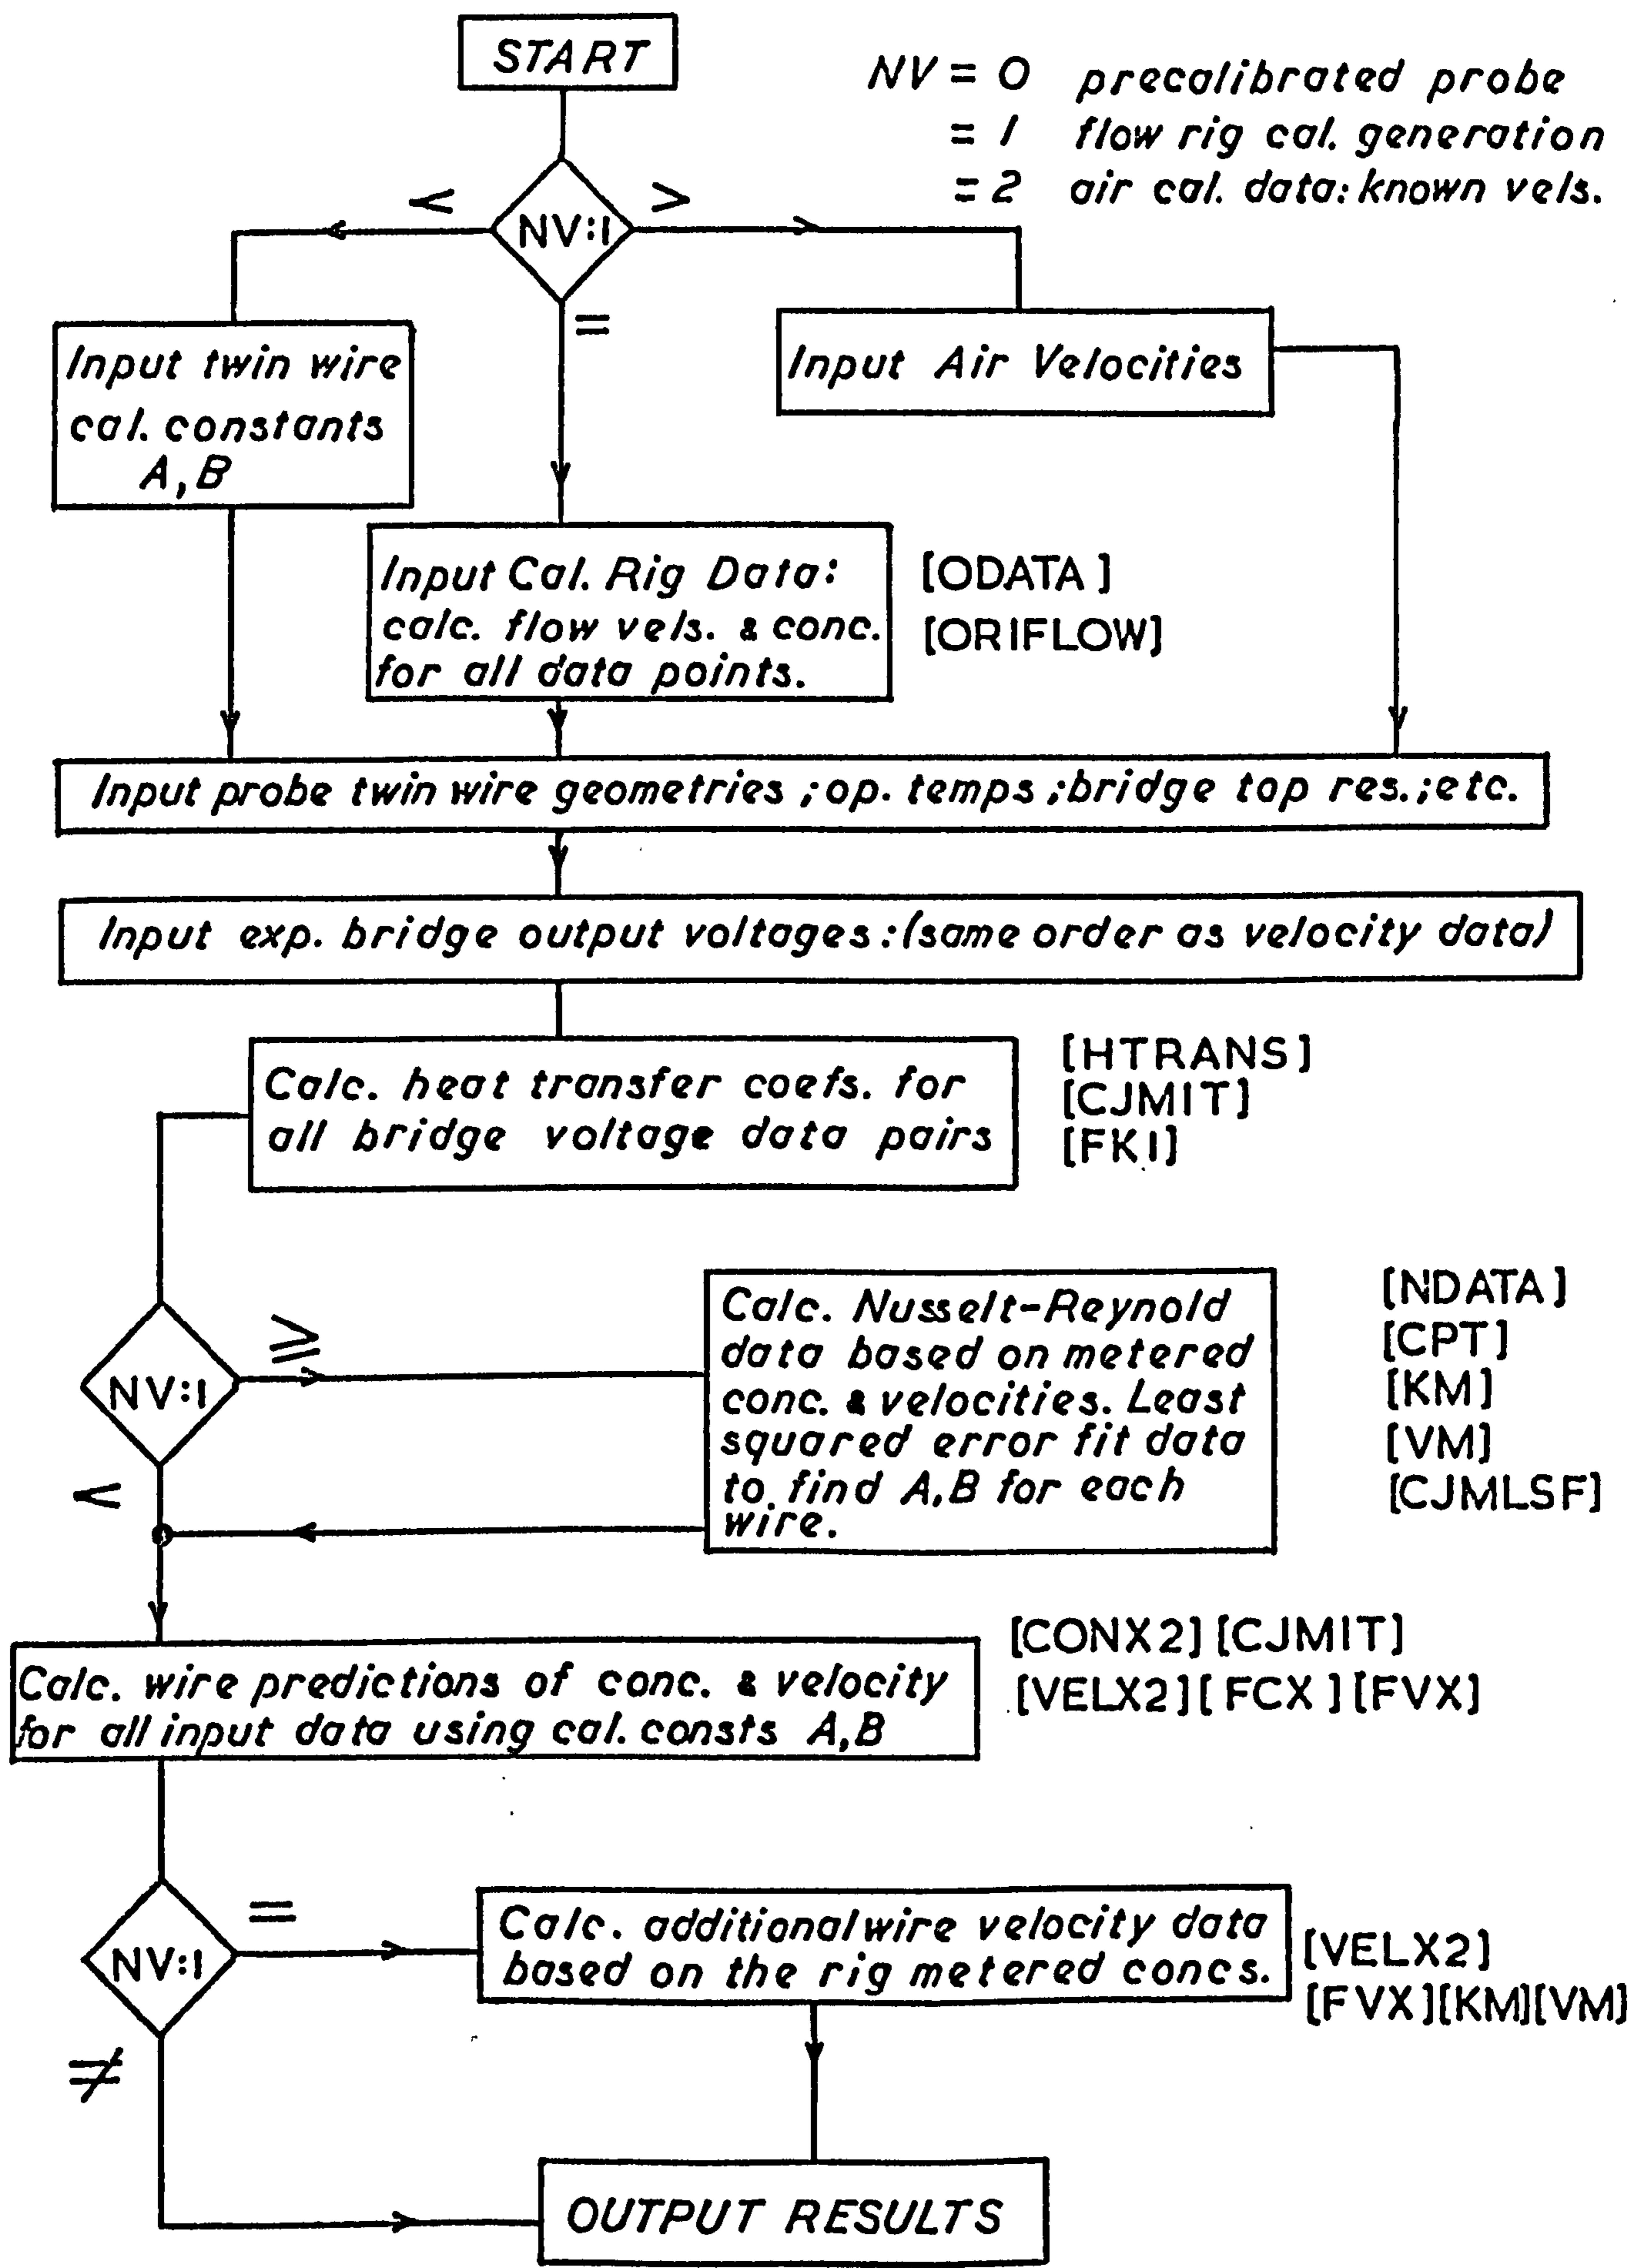 START
NV = 0 precalibrated probe
= 1 flow rig cal. generation
= 2 air cal. data: known vels.
<
>
NV:1
=
Input twin wire
cal. constants
A, B
Input Air Velocities
Input Cal. Rig Data:
calc. flow vels. & conc.
for all data points.
[ODATA]
[ORIFLOW]
Input probe twin wire geometries ; op. temps ; bridge top res. ; etc.
Input exp. bridge output voltages : (same order as velocity data)
Calc. heat transfer coefs. for
all bridge voltage data pairs
[HTRANS]
[CJMIT]
[FK1]
NV:1
≥
<
Calc. Nusselt-Reynold
data based on metered
conc. & velocities. Least
squared error fit data
to find A,B for each
wire.
[NDATA]
[CPT]
[KM]
[VM]
[CJMLSF]
Calc. wire predictions of conc. & velocity
for all input data using cal. consts A,B
[CONX2] [CJMIT]
[VELX2] [FCX] [FVX]
NV:1
=
≠
Calc. additional wire velocity data
based on the rig metered concs.
[VELX2]
[FVX][KM][VM]
OUTPUT RESULTS